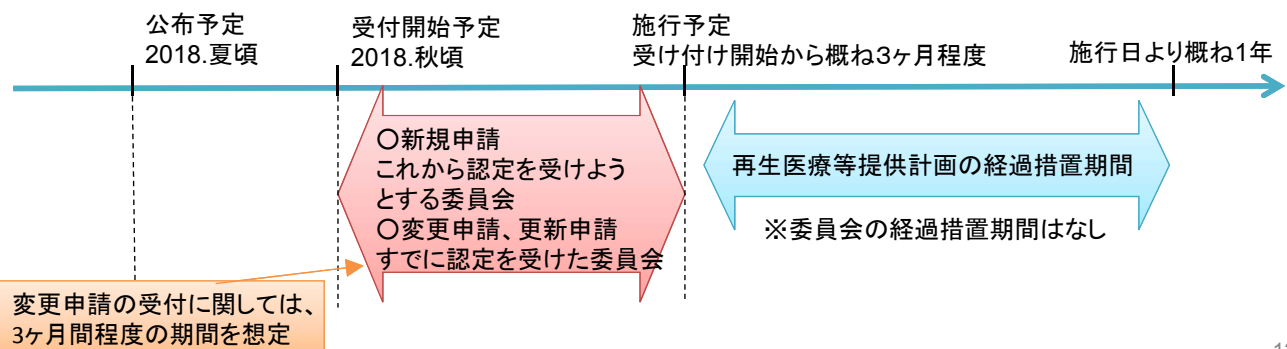 公布予定
2018.夏頃
受付開始予定
2018.秋頃
施行予定
受け付け開始から概ね3ヶ月程度
施行日より概ね1年
〇新規申請
これから認定を受けよう
とする委員会
〇変更申請、更新申請
すでに認定を受けた委員会
再生医療等提供計画の経過措置期間
※委員会の経過措置期間はなし
変更申請の受付に関しては、
3ヶ月間程度の期間を想定